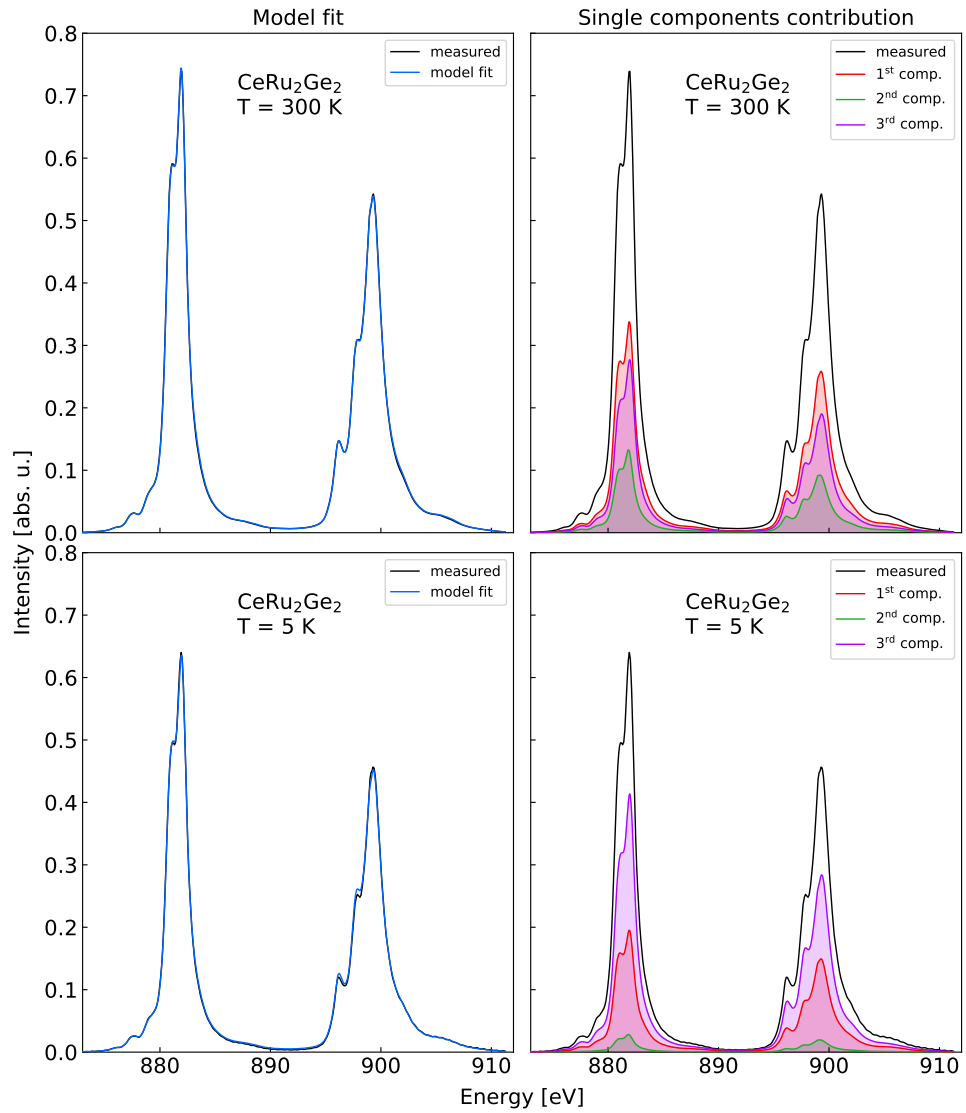 Model fit
Single components contribution
Intensity [abs. u.]
0.8
0.7
0.6
0.5
0.4
0.3
0.2
0.1
0.0
CeRu₂Ge₂
T = 300 K
measured
model fit
CeRu₂Ge₂
T = 300 K
measured
1ˢᵗ comp.
2ⁿᵈ comp.
3ʳᵈ comp.
0.8
0.7
0.6
0.5
0.4
0.3
0.2
0.1
0.0
CeRu₂Ge₂
T = 5 K
measured
model fit
880 890 900 910
CeRu₂Ge₂
T = 5 K
measured
1ˢᵗ comp.
2ⁿᵈ comp.
3ʳᵈ comp.
880 890 900 910
Energy [eV]